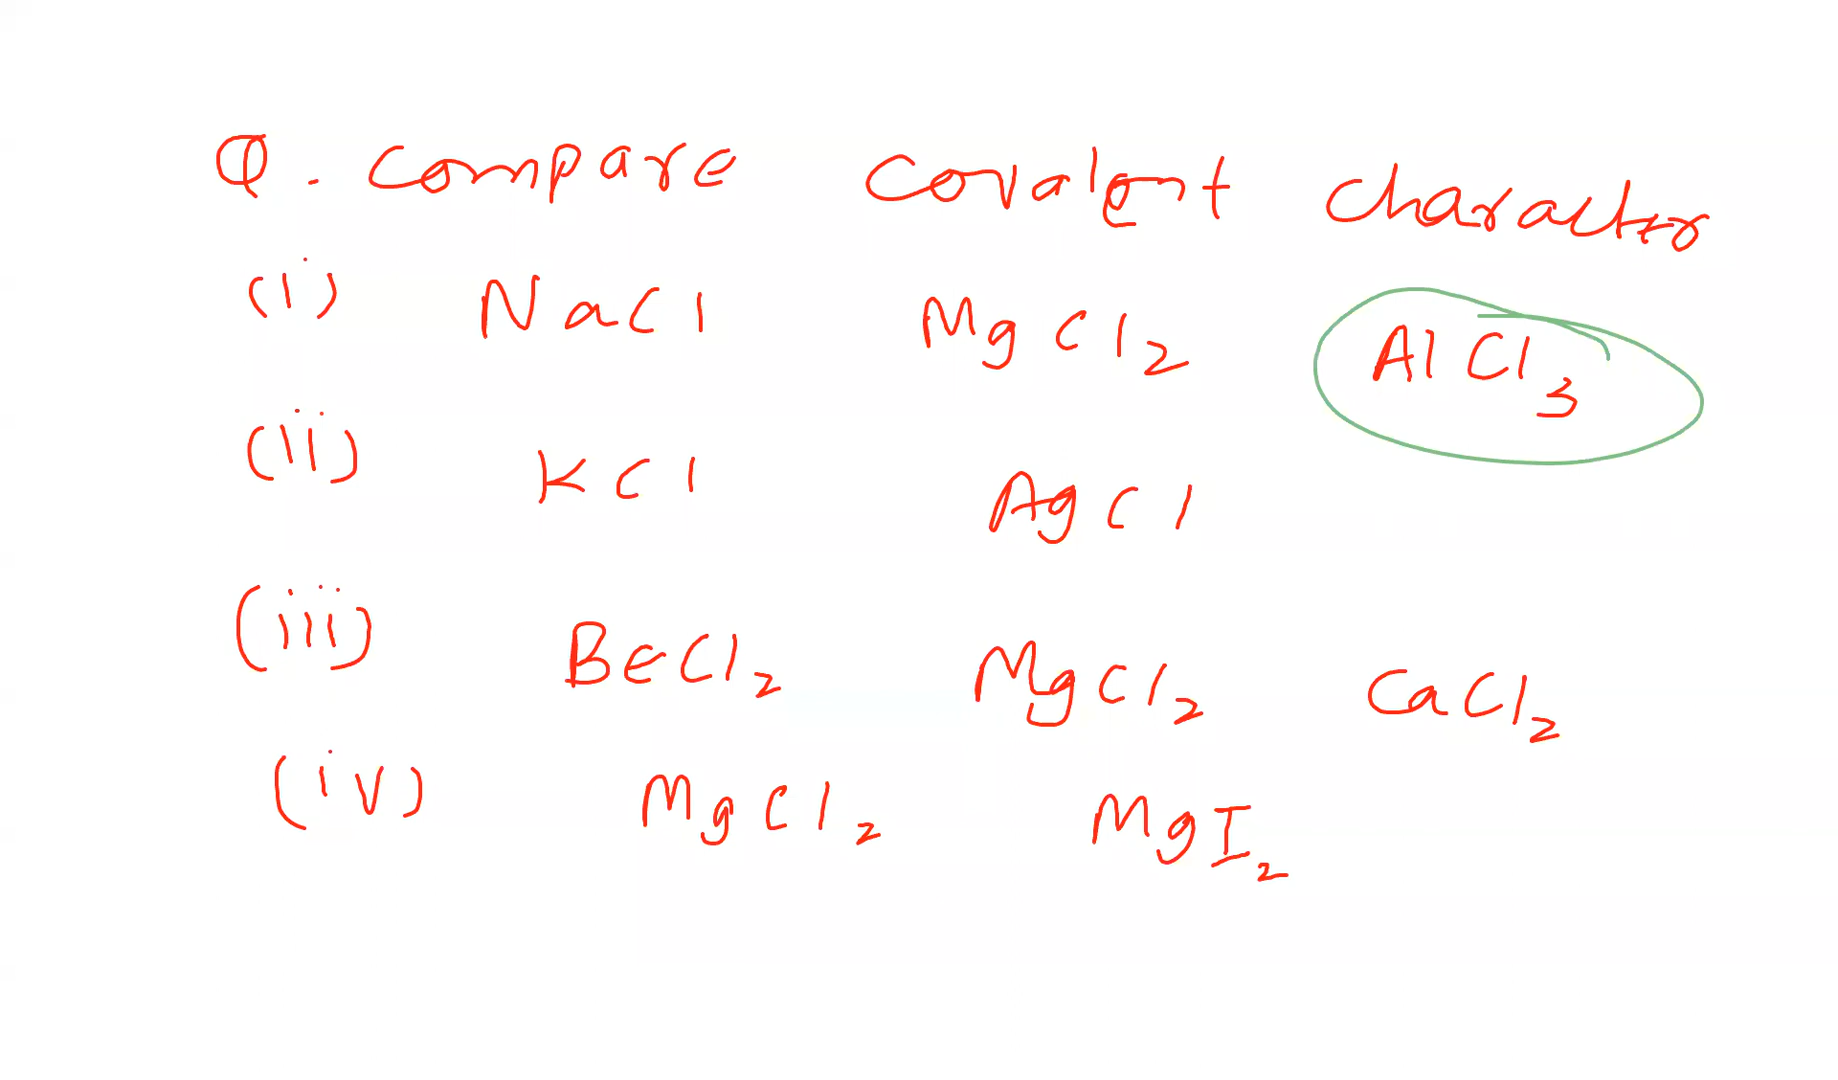 Q. Compare covalent character
(i) NaCl MgCl₂ AlCl₃
(ii) KCl AgCl
(iii) BeCl₂ MgCl₂ CaCl₂
(iv) MgCl₂ MgI₂